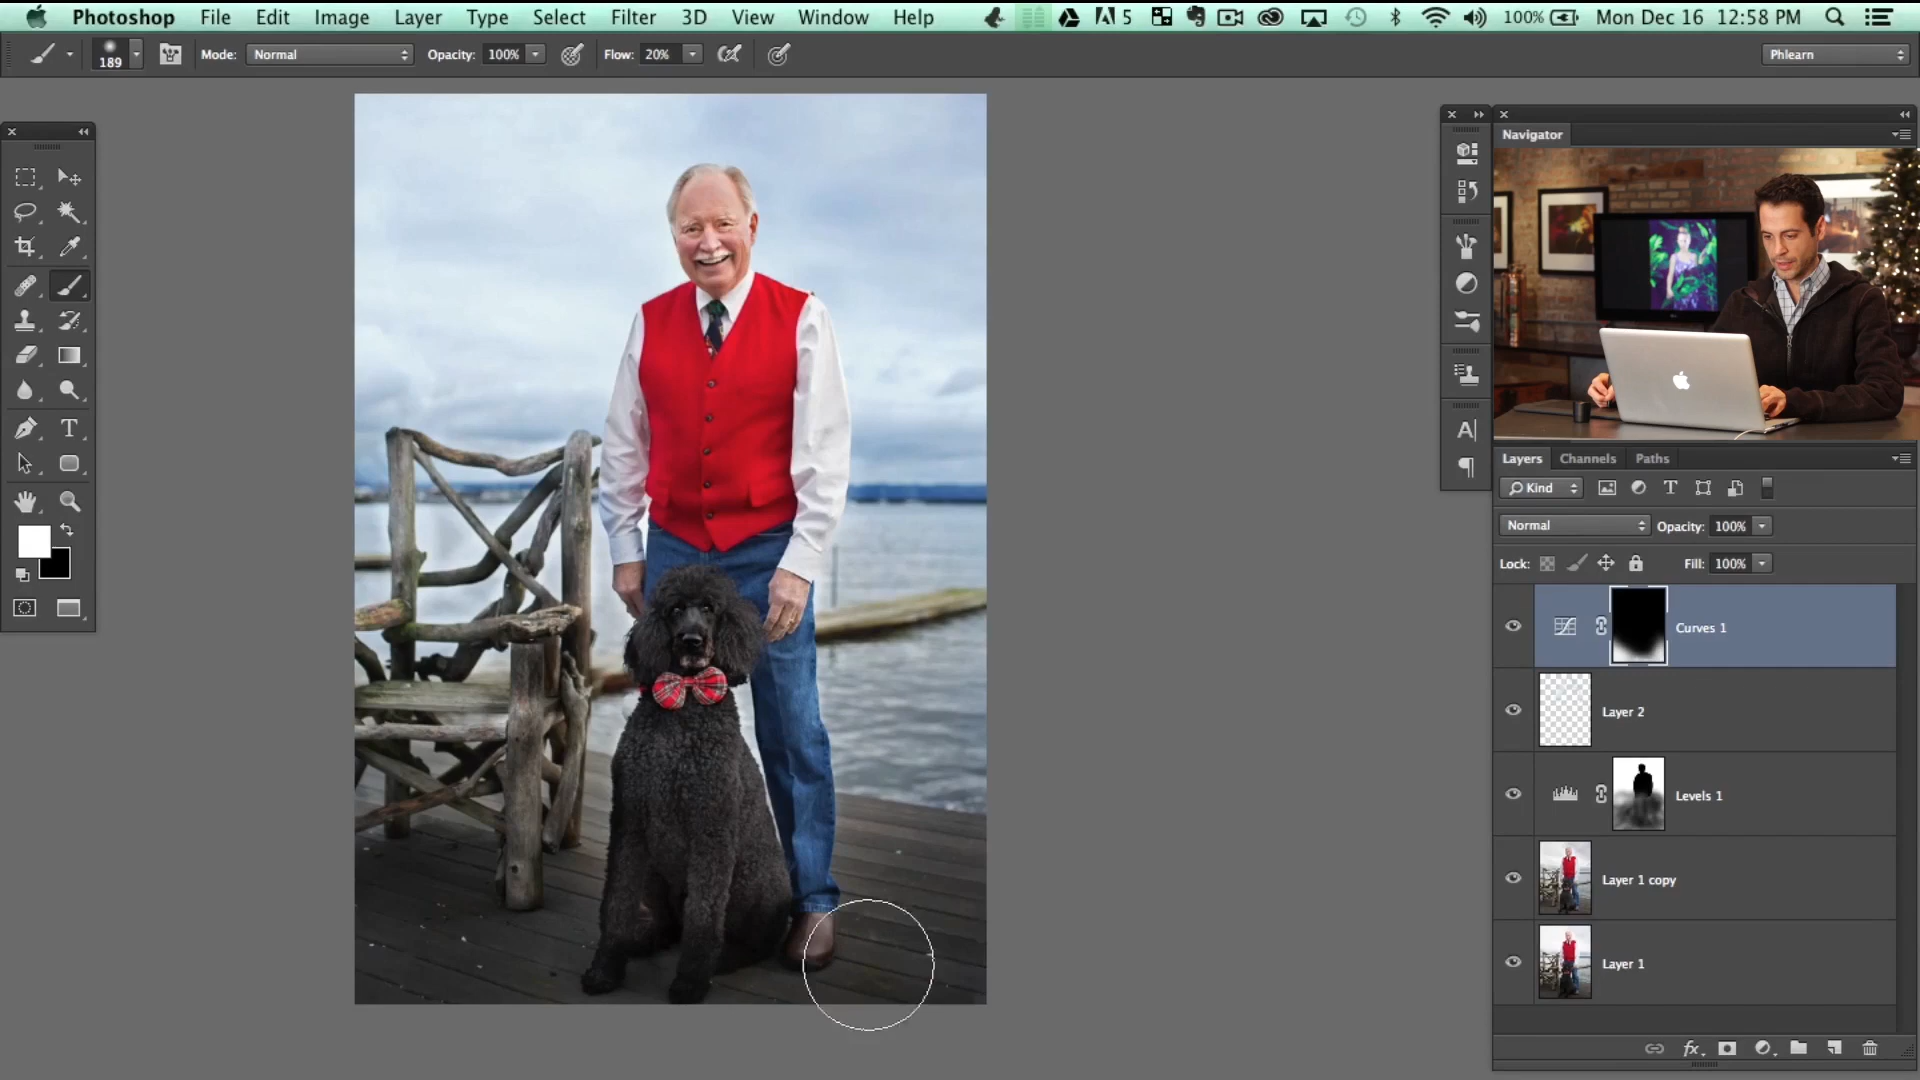 Photoshop File Edit Image Layer Type Select Filter 3D View Window Help 5 100% Mon Dec 16 12:58 PM
189 Mode: Normal Opacity: 100% Flow: 20% Phlearn
Navigator
Layers Channels Paths
Kind
Normal Opacity: 100%
Lock: Fill: 100%
Curves 1
Layer 2
Levels 1
Layer 1 copy
Layer 1